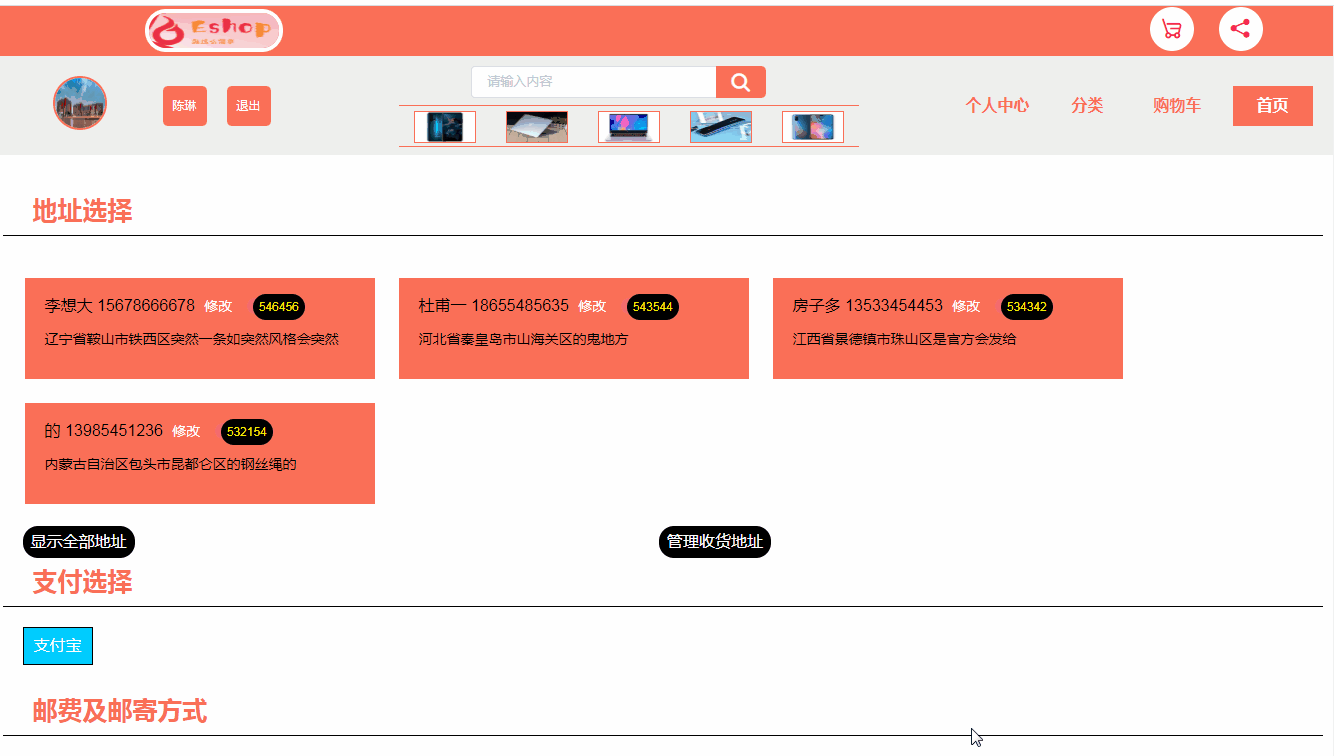 Eshop
陈琳
退出
请输入内容
个人中心
分类
购物车
首页
地址选择
李想大 15678666678 修改 546456
辽宁省鞍山市铁西区突然一条如突然风格会突然
杜甫一 18655485635 修改 543544
河北省秦皇岛市山海关区的鬼地方
房子多 13533454453 修改 534342
江西省景德镇市珠山区是官方会发给
的 13985451236 修改 532154
内蒙古自治区包头市昆都仑区的钢丝绳的
显示全部地址
管理收货地址
支付选择
支付宝
邮费及邮寄方式